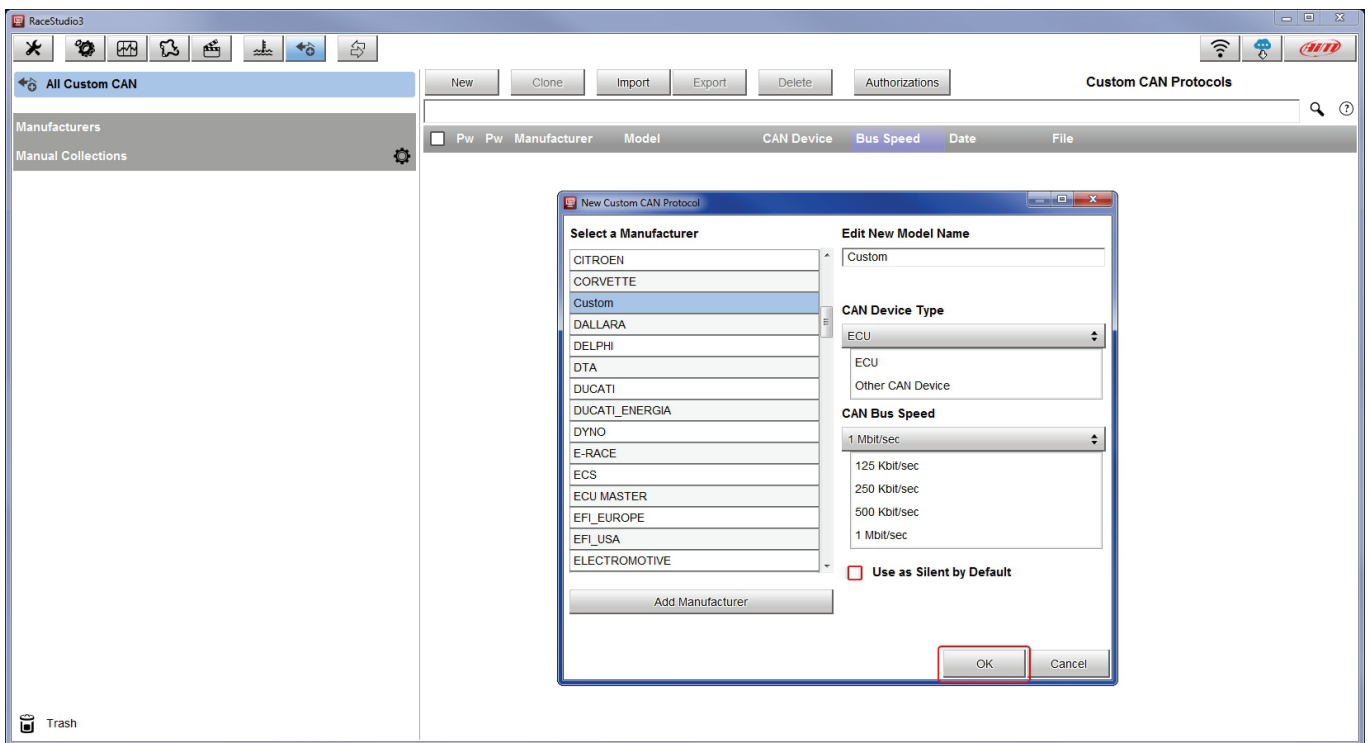 RaceStudio3
AiM
All Custom CAN
New Clone Import Export Delete Authorizations Custom CAN Protocols
Manufacturers
Manual Collections
Pw Pw Manufacturer Model CAN Device Bus Speed Date File
New Custom CAN Protocol
Select a Manufacturer
CITROEN
CORVETTE
Custom
DALLARA
DELPHI
DTA
DUCATI
DUCATI_ENERGIA
DYNO
E-RACE
ECS
ECU MASTER
EFI_EUROPE
EFI_USA
ELECTROMOTIVE
Add Manufacturer
Edit New Model Name
Custom
CAN Device Type
ECU
ECU
Other CAN Device
CAN Bus Speed
1 Mbit/sec
125 Kbit/sec
250 Kbit/sec
500 Kbit/sec
1 Mbit/sec
Use as Silent by Default
OK Cancel
Trash